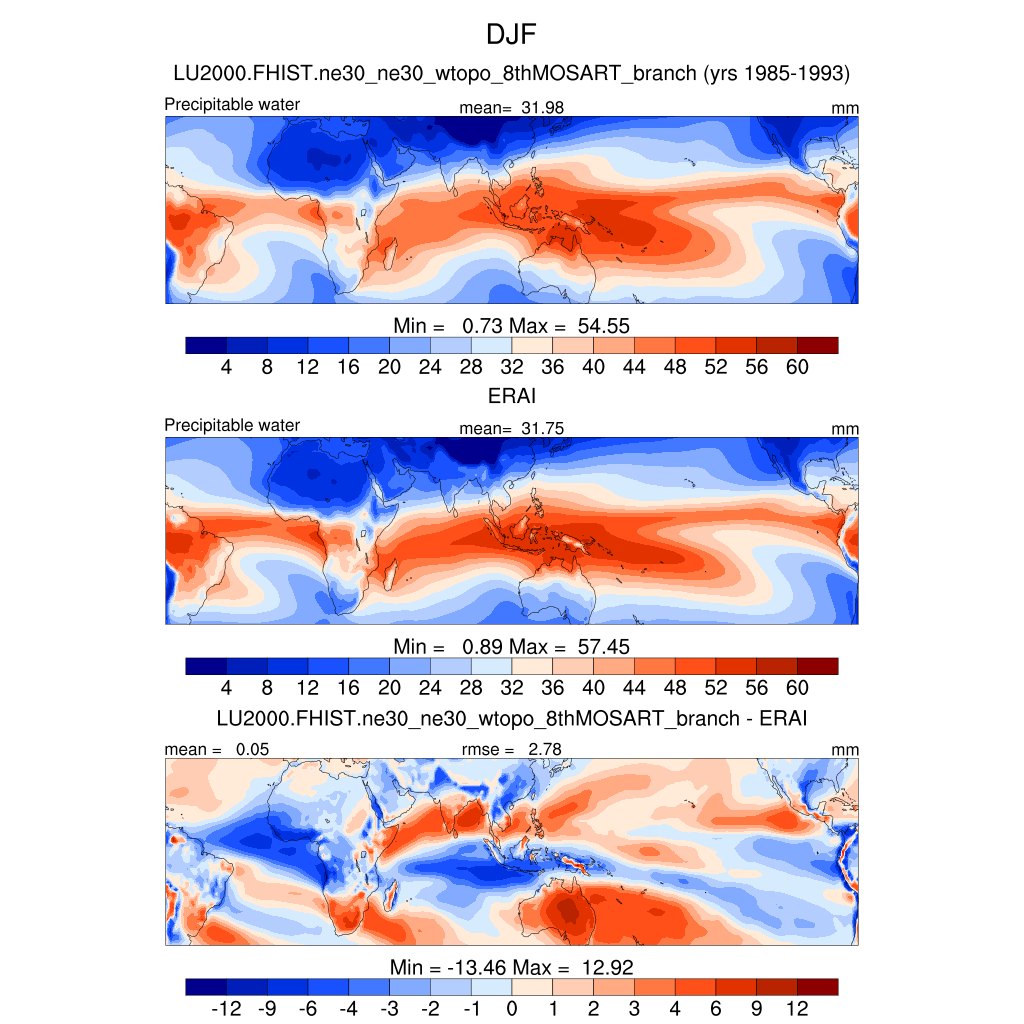 DJF
LU2000.FHIST.ne30_ne30_wtopo_8thMOSART_branch (yrs 1985-1993)
Precipitable water mean= 31.98 mm
Min = 0.73 Max = 54.55
4 8 12 16 20 24 28 32 36 40 44 48 52 56 60
ERAI
Precipitable water mean= 31.75 mm
Min = 0.89 Max = 57.45
4 8 12 16 20 24 28 32 36 40 44 48 52 56 60
LU2000.FHIST.ne30_ne30_wtopo_8thMOSART_branch - ERAI
mean = 0.05 rmse = 2.78 mm
Min = -13.46 Max = 12.92
-12 -9 -6 -4 -3 -2 -1 0 1 2 3 4 6 9 12